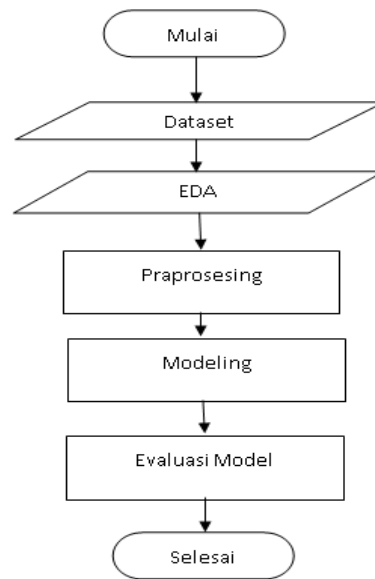 Mulai
Dataset
EDA
Praprosesing
Modeling
Evaluasi Model
Selesai